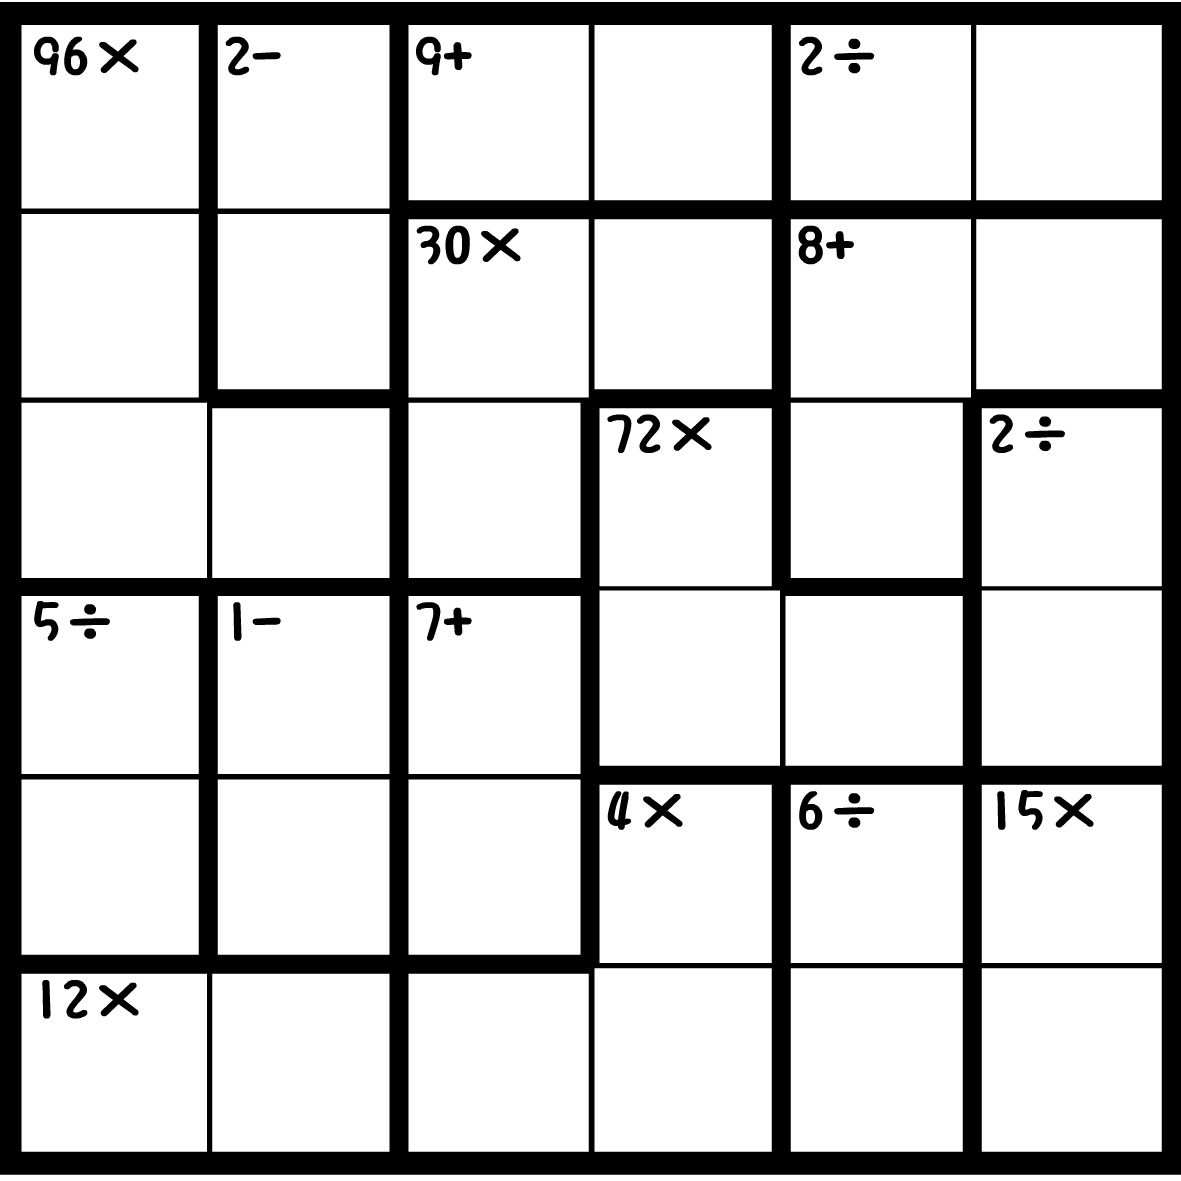 96× 2− 9+ 2÷
30× 8+
72× 2÷
5÷ 1− 7+
4× 6÷ 15×
12×